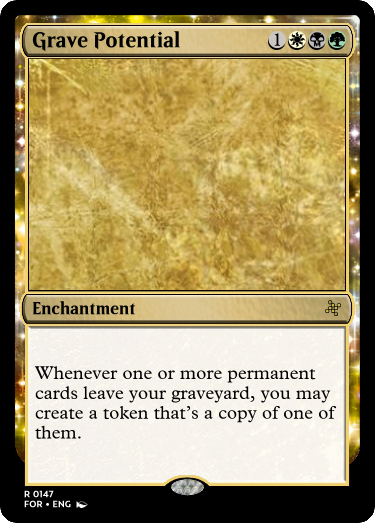 Grave Potential 1
Enchantment
Whenever one or more permanent
cards leave your graveyard, you may
create a token that's a copy of one of
them.
R 0147
FOR • ENG